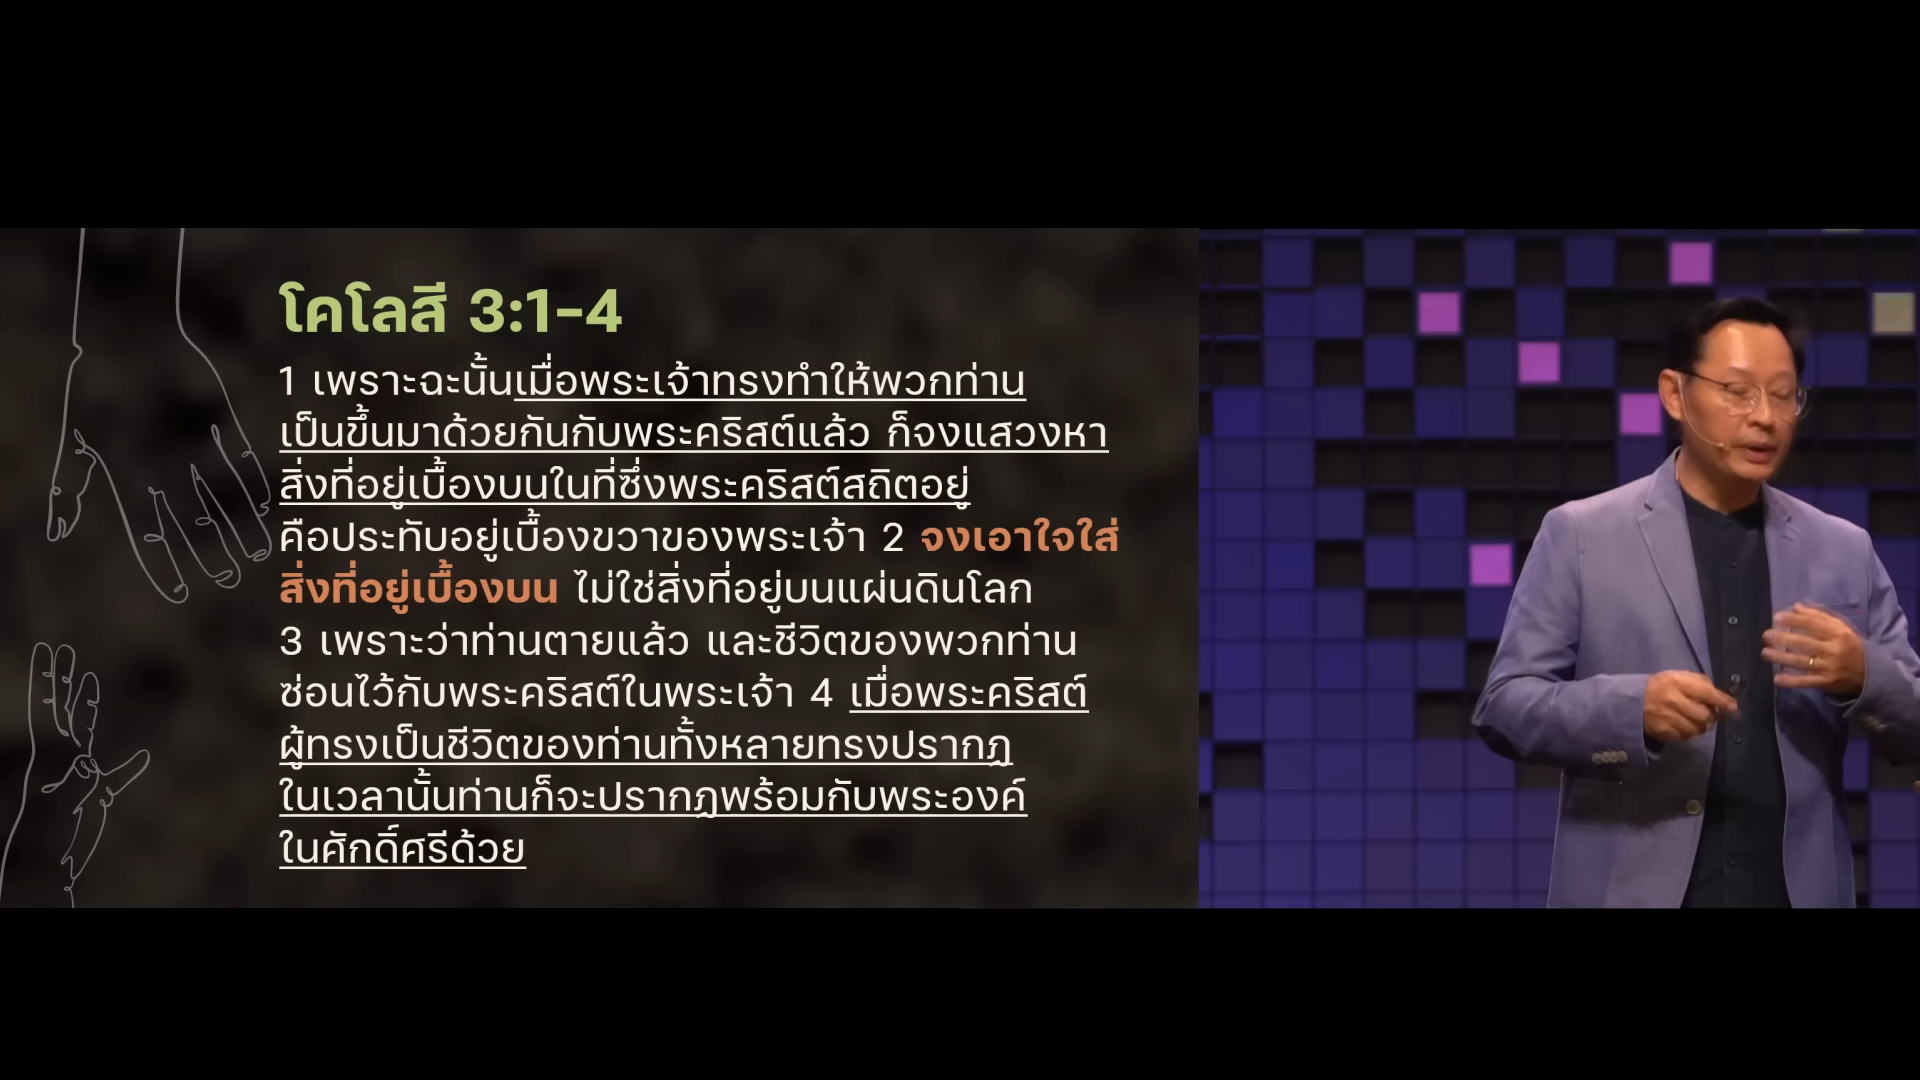 โคโลสี 3:1-4
1 เพราะฉะนั้นเมื่อพระเจ้าทรงทำให้พวกท่าน
เป็นขึ้นมาด้วยกันกับพระคริสต์แล้ว ก็จงแสวงหา
สิ่งที่อยู่เบื้องบนในที่ซึ่งพระคริสต์สถิตอยู่
คือประทับอยู่เบื้องขวาของพระเจ้า 2 จงเอาใจใส่
สิ่งที่อยู่เบื้องบน ไม่ใช่สิ่งที่อยู่บนแผ่นดินโลก
3 เพราะว่าท่านตายแล้ว และชีวิตของพวกท่าน
ซ่อนไว้กับพระคริสต์ในพระเจ้า 4 เมื่อพระคริสต์
ผู้ทรงเป็นชีวิตของท่านทั้งหลายทรงปรากฏ
ในเวลานั้นท่านก็จะปรากฏพร้อมกับพระองค์
ในศักดิ์ศรีด้วย